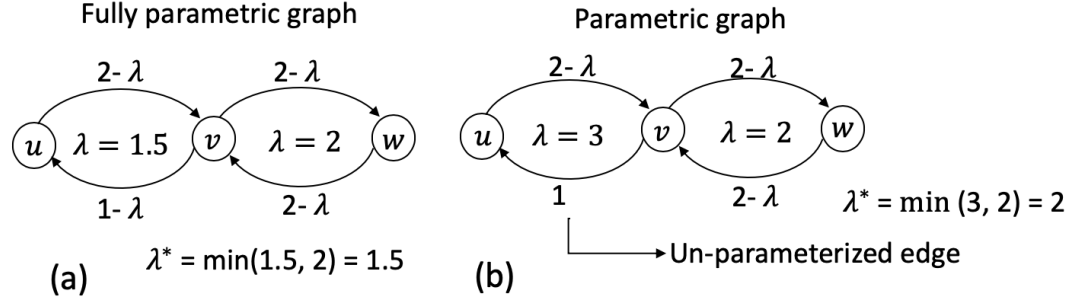 Fully parametric graph
2- λ
2- λ
u
λ = 1.5
v
λ = 2
w
1- λ
2- λ
λ* = min(1.5, 2) = 1.5
(a)
Parametric graph
2- λ
2- λ
u
λ = 3
v
λ = 2
w
1
2- λ
λ* = min (3, 2) = 2
Un-parameterized edge
(b)